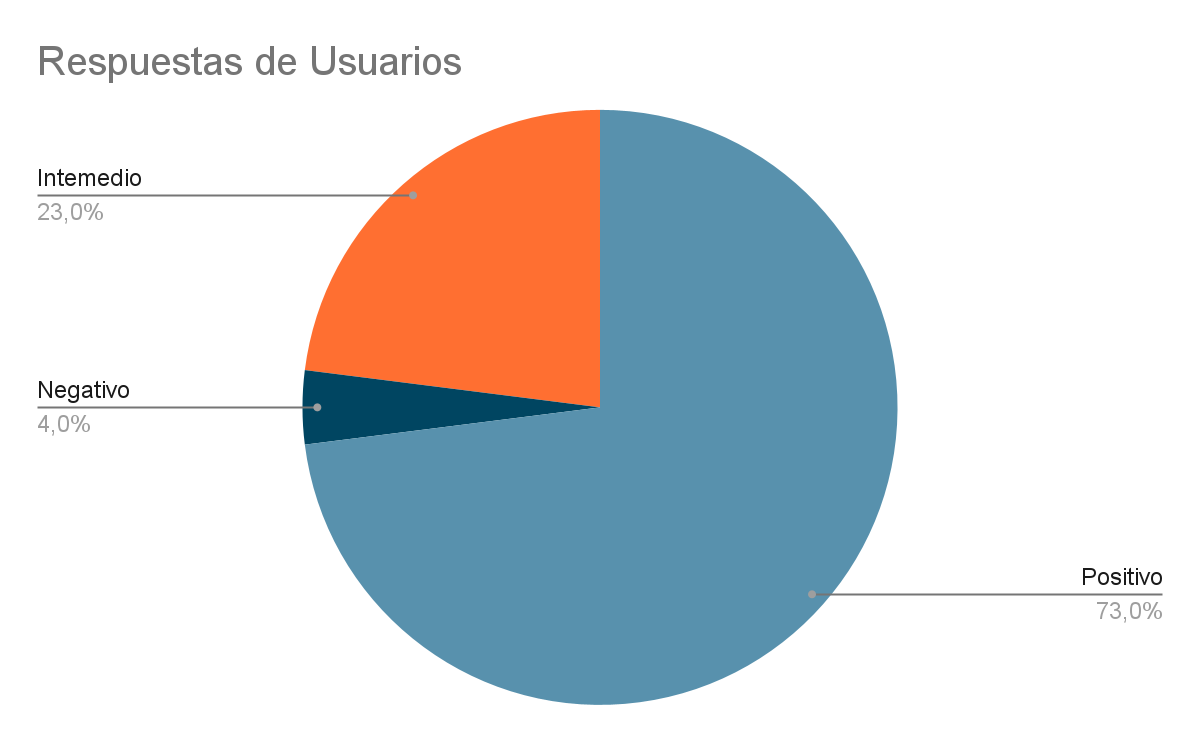 Respuestas de Usuarios
Intemedio
23,0%
Negativo
4,0%
Positivo
73,0%